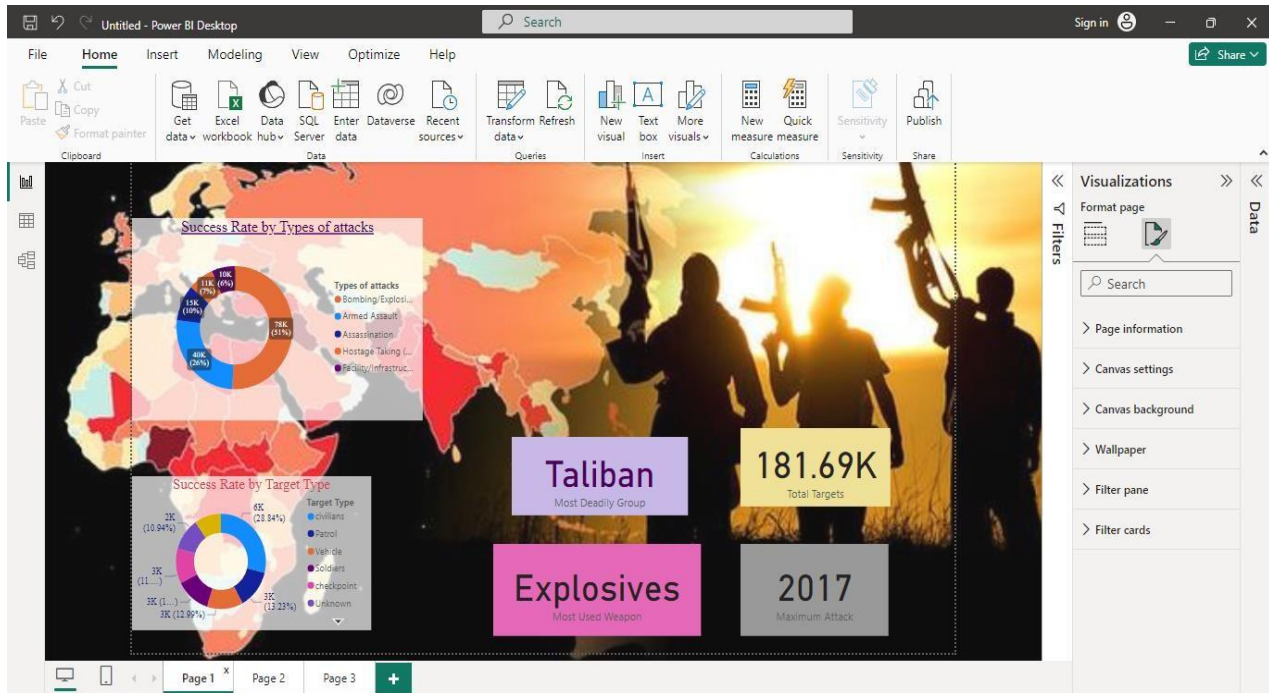 Untitled - Power BI Desktop
Search
Sign in
File Home Insert Modeling View Optimize Help
Share
Paste
Cut
Copy
Format painter
Clipboard
Get data
Excel workbook
Data hub
SQL Server
Enter data
Dataverse
Recent sources
Data
Transform data
Refresh
Queries
New visual
Text box
More visuals
Insert
New measure
Quick measure
Calculations
Sensitivity
Sensitivity
Publish
Share
Success Rate by Types of attacks
10K
(6%)
11K
(7%)
15K
(10%)
78K
(51%)
40K
(26%)
Types of attacks
Bombing/Explosi...
Armed Assault
Assassination
Hostage Taking (...
Facility/Infrastruc...
Success Rate by Target Type
6K
(28.84%)
2K
(10.94%)
3K
(11....)
3K (1...)
3K (12.99%)
3K
(13.23%)
Target Type
civilians
Patrol
Vehicle
Soldiers
checkpoint
Unknown
Taliban
Most Deadily Group
181.69K
Total Targets
Explosives
Most Used Weapon
2017
Maximum Attack
Filters
Visualizations
Format page
Search
Page information
Canvas settings
Canvas background
Wallpaper
Filter pane
Filter cards
Data
Page 1 x
Page 2
Page 3
+